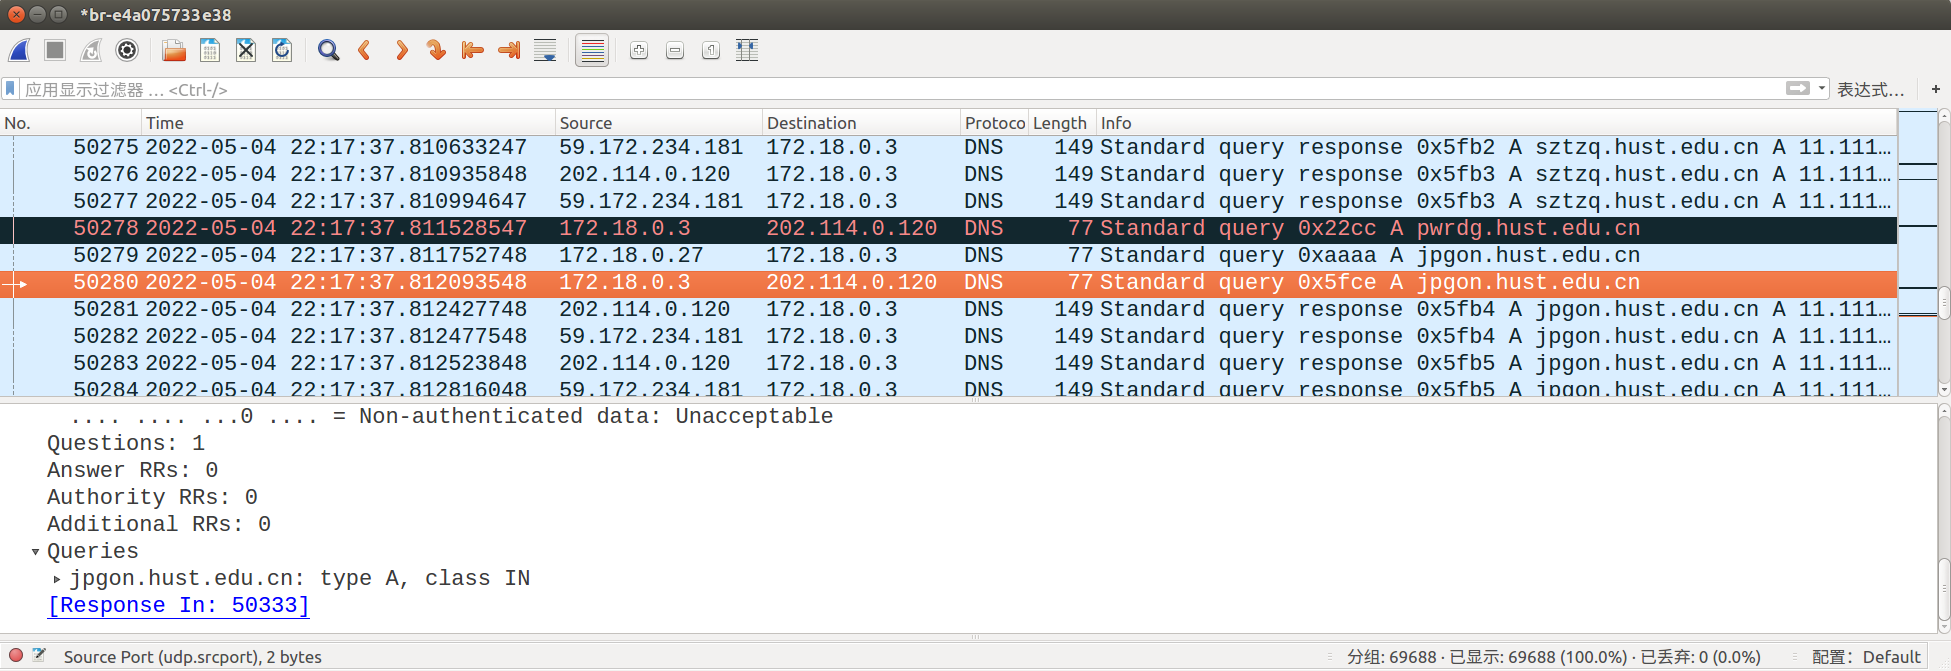 *br-e4a075733e38
应用显示过滤器 … <Ctrl-/>
表达式… +
No. Time Source Destination Protoco Length Info
50275 2022-05-04 22:17:37.810633247 59.172.234.181 172.18.0.3 DNS 149 Standard query response 0x5fb2 A sztzq.hust.edu.cn A 11.111…
50276 2022-05-04 22:17:37.810935848 202.114.0.120 172.18.0.3 DNS 149 Standard query response 0x5fb3 A sztzq.hust.edu.cn A 11.111…
50277 2022-05-04 22:17:37.810994647 59.172.234.181 172.18.0.3 DNS 149 Standard query response 0x5fb3 A sztzq.hust.edu.cn A 11.111…
50278 2022-05-04 22:17:37.811528547 172.18.0.3 202.114.0.120 DNS 77 Standard query 0x22cc A pwrdg.hust.edu.cn
50279 2022-05-04 22:17:37.811752748 172.18.0.27 172.18.0.3 DNS 77 Standard query 0xaaaa A jpgon.hust.edu.cn
50280 2022-05-04 22:17:37.812093548 172.18.0.3 202.114.0.120 DNS 77 Standard query 0x5fce A jpgon.hust.edu.cn
50281 2022-05-04 22:17:37.812427748 202.114.0.120 172.18.0.3 DNS 149 Standard query response 0x5fb4 A jpgon.hust.edu.cn A 11.111…
50282 2022-05-04 22:17:37.812477548 59.172.234.181 172.18.0.3 DNS 149 Standard query response 0x5fb4 A jpgon.hust.edu.cn A 11.111…
50283 2022-05-04 22:17:37.812523848 202.114.0.120 172.18.0.3 DNS 149 Standard query response 0x5fb5 A jpgon.hust.edu.cn A 11.111…
50284 2022-05-04 22:17:37.812816048 59.172.234.181 172.18.0.3 DNS 149 Standard query response 0x5fb5 A jpgon.hust.edu.cn A 11.111…
.... .... ...0 .... = Non-authenticated data: Unacceptable
Questions: 1
Answer RRs: 0
Authority RRs: 0
Additional RRs: 0
Queries
jpgon.hust.edu.cn: type A, class IN
[Response In: 50333]
Source Port (udp.srcport), 2 bytes
分组: 69688 · 已显示: 69688 (100.0%) · 已丢弃: 0 (0.0%)
配置: Default